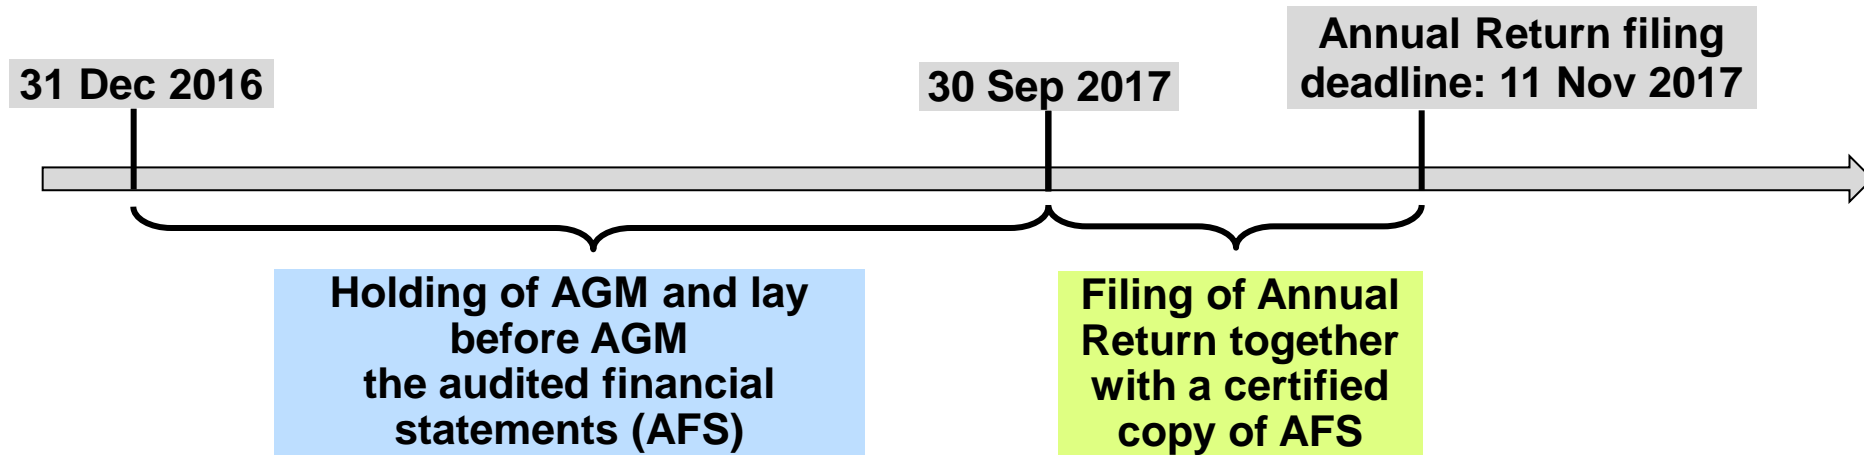 31 Dec 2016
30 Sep 2017
Annual Return filing
deadline: 11 Nov 2017
Holding of AGM and lay
before AGM
the audited financial
statements (AFS)
Filing of Annual
Return together
with a certified
copy of AFS